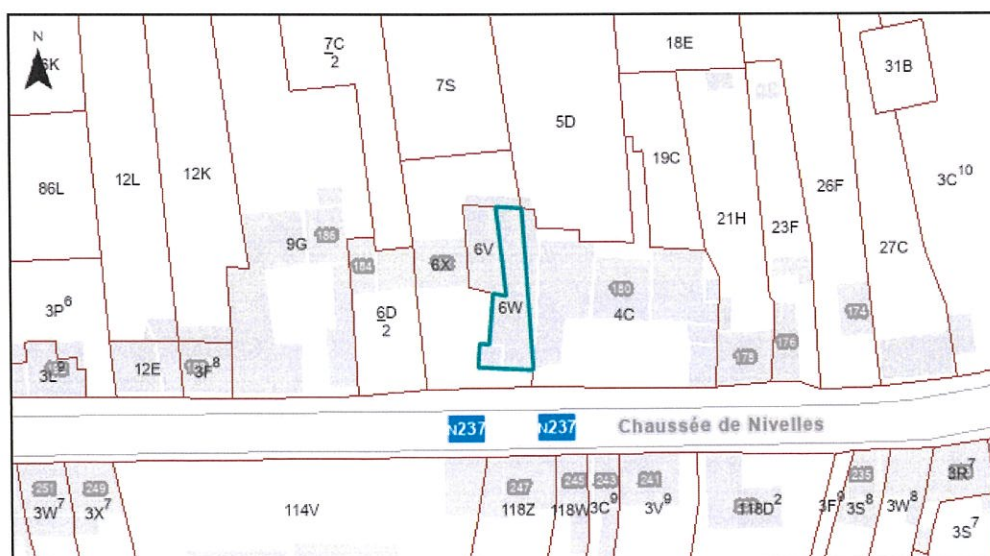 N
7C
2
18E
7S
31B
5D
19C
12K
12L
86L
3C10
26F
21H
23F
27C
186
9G
184
6X
6V
6W
180
4C
174
3P6
6D
2
178
176
12E
3F8
3L9
N237
N237
Chaussée de Nivelles
251
249
247
245
243
241
235
3R7
3W7
3X7
114V
118Z
118W
3C9
3V9
118D2
3F9
3S8
3W8
3S7